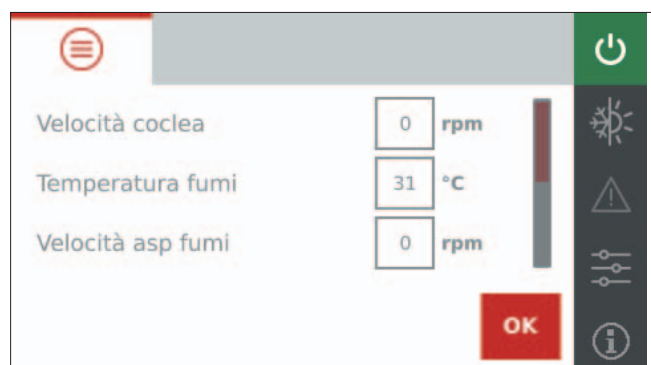 Velocità coclea 0 rpm
Temperatura fumi 31 °C
Velocità asp fumi 0 rpm
OK